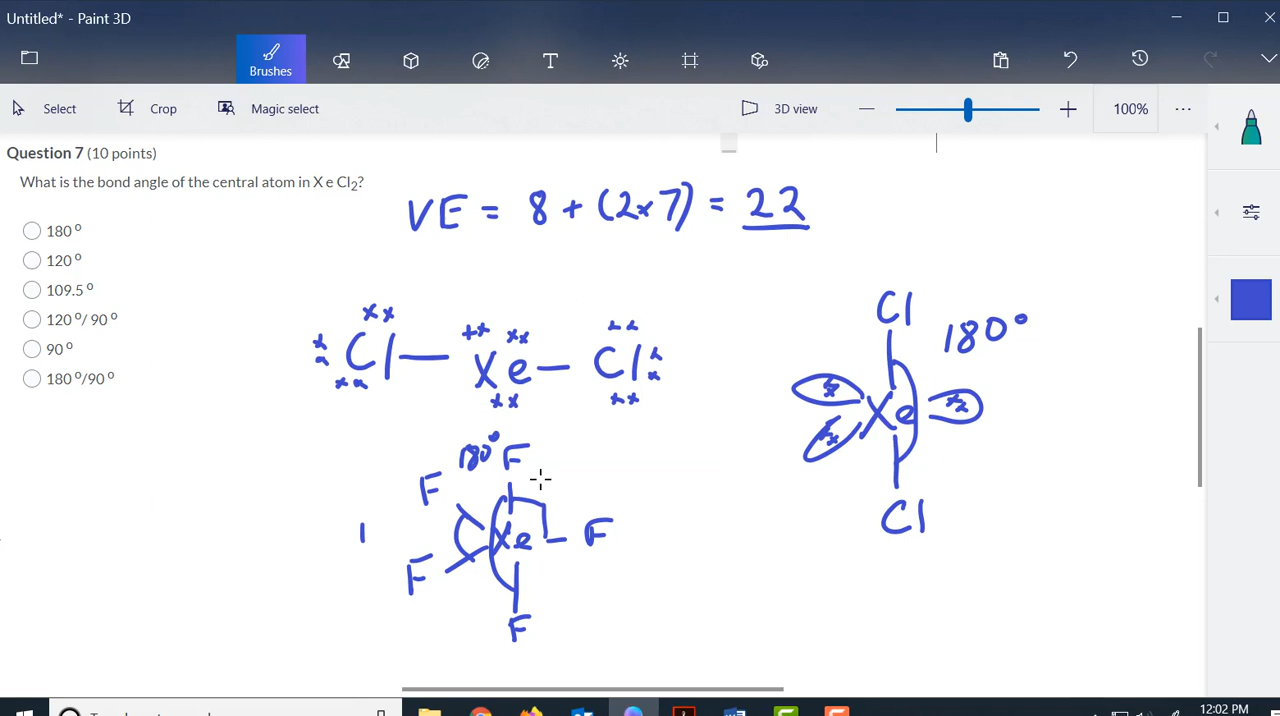 Untitled* - Paint 3D
Brushes
Select
Crop
Magic select
3D view
100%
Question 7 (10 points)
What is the bond angle of the central atom in X e Cl₂?
180 º
120 º
109.5 º
120 º/ 90 º
90 º
180 º/90 º
VE = 8 + (2x7) = 22
Cl — Xe — Cl
Cl
180°
Xe
Cl
180° F
F
Xe - F
F
F
12:02 PM